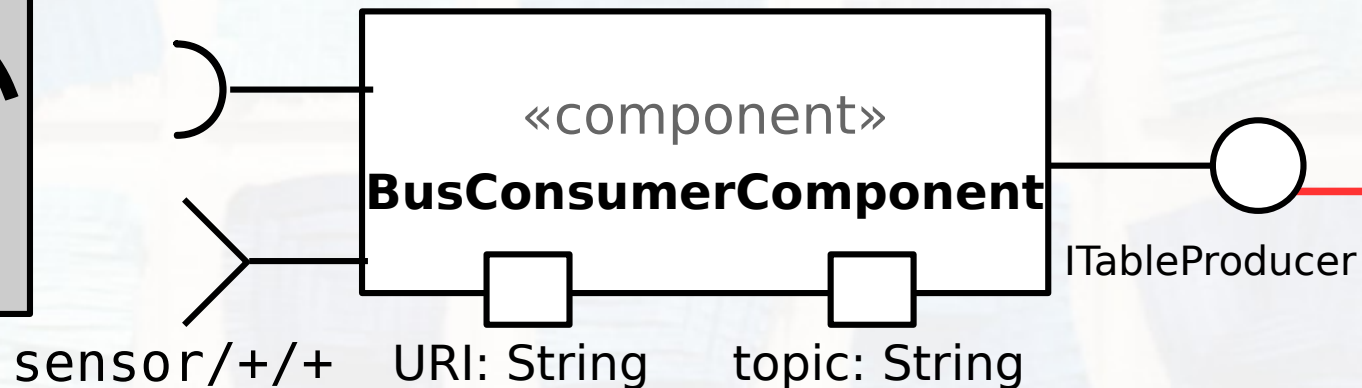 «component»
BusConsumerComponent
ITableProducer
sensor/+/+
URI: String
topic: String